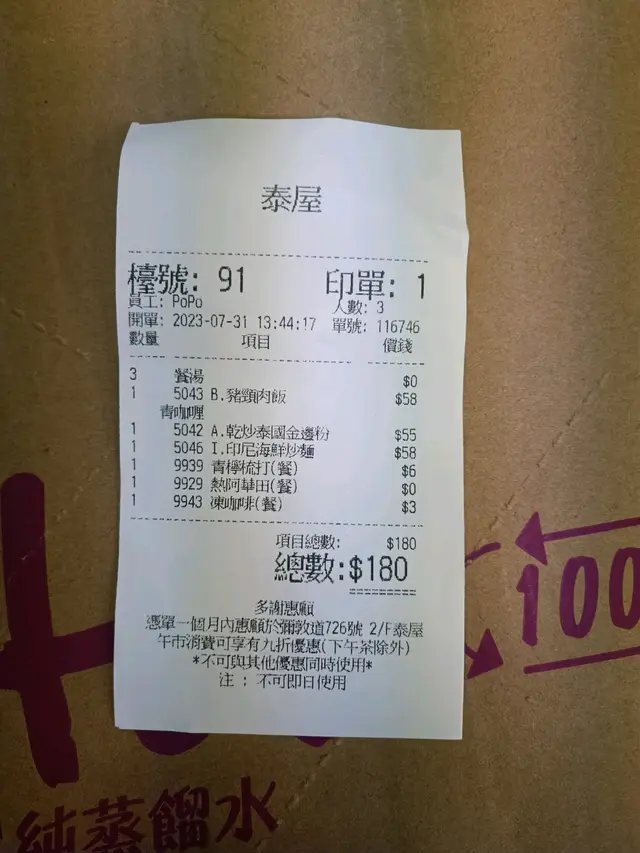 泰屋
檯號: 91 印單: 1
員工: PoPo 人數: 3
開單: 2023-07-31 13:44:17 單號: 116746
數量 項目 價錢
3 餐湯 $0
1 5043 B.豬頸肉飯 $58
青咖喱
1 5042 A.乾炒泰國金邊粉 $55
1 5046 I.印尼海鮮炒麵 $58
1 9939 青檸梳打(餐) $6
1 9929 熱阿華田(餐) $0
1 9943 凍咖啡(餐) $3
項目總數: $180
總數:$180
多謝惠顧
憑單一個月內惠顧於彌敦道726號 2/F泰屋
午市消費可享有九折優惠(下午茶除外)
*不可與其他優惠同時使用*
注 : 不可即日使用
100
純蒸餾水